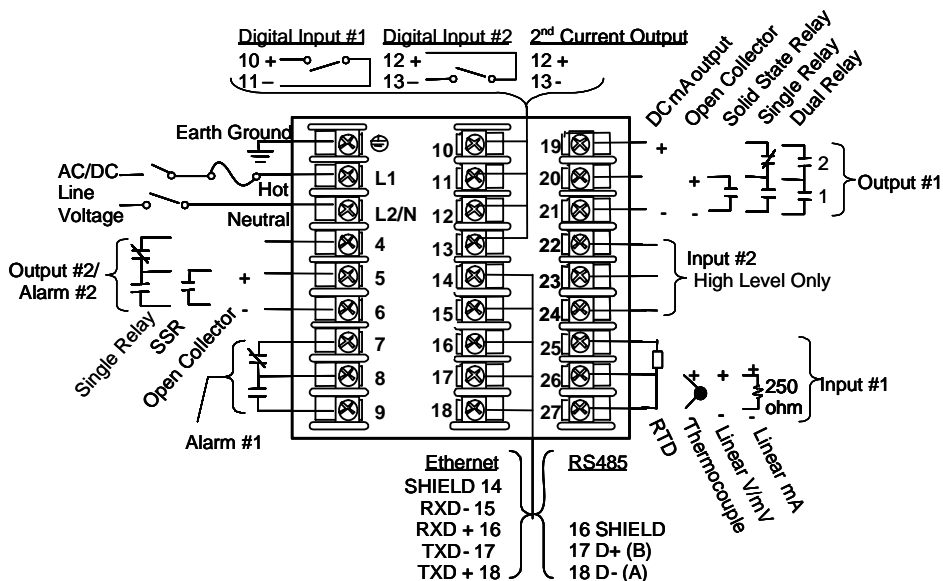 Digital Input #1 Digital Input #2 2nd Current Output
10 + 12 + 12 +
11 – 13 – 13 -
DC mA output
Open Collector
Solid State Relay
Single Relay
Dual Relay
Earth Ground
AC/DC
Line
Voltage
Hot
Neutral
L1
L2/N
4
5
6
7
8
9
10
11
12
13
14
15
16
17
18
19
20
21
22
23
24
25
26
27
+
+
- -
2
1
Output #1
Output #2/
Alarm #2
+
-
Single Relay
SSR
Open Collector
Alarm #1
Input #2
High Level Only
+ + +
250
ohm
- -
Input #1
RTD
Thermocouple
Linear V/mV
Linear mA
Ethernet RS485
SHIELD 14
RXD - 15
RXD + 16 16 SHIELD
TXD - 17 17 D+ (B)
TXD + 18 18 D- (A)